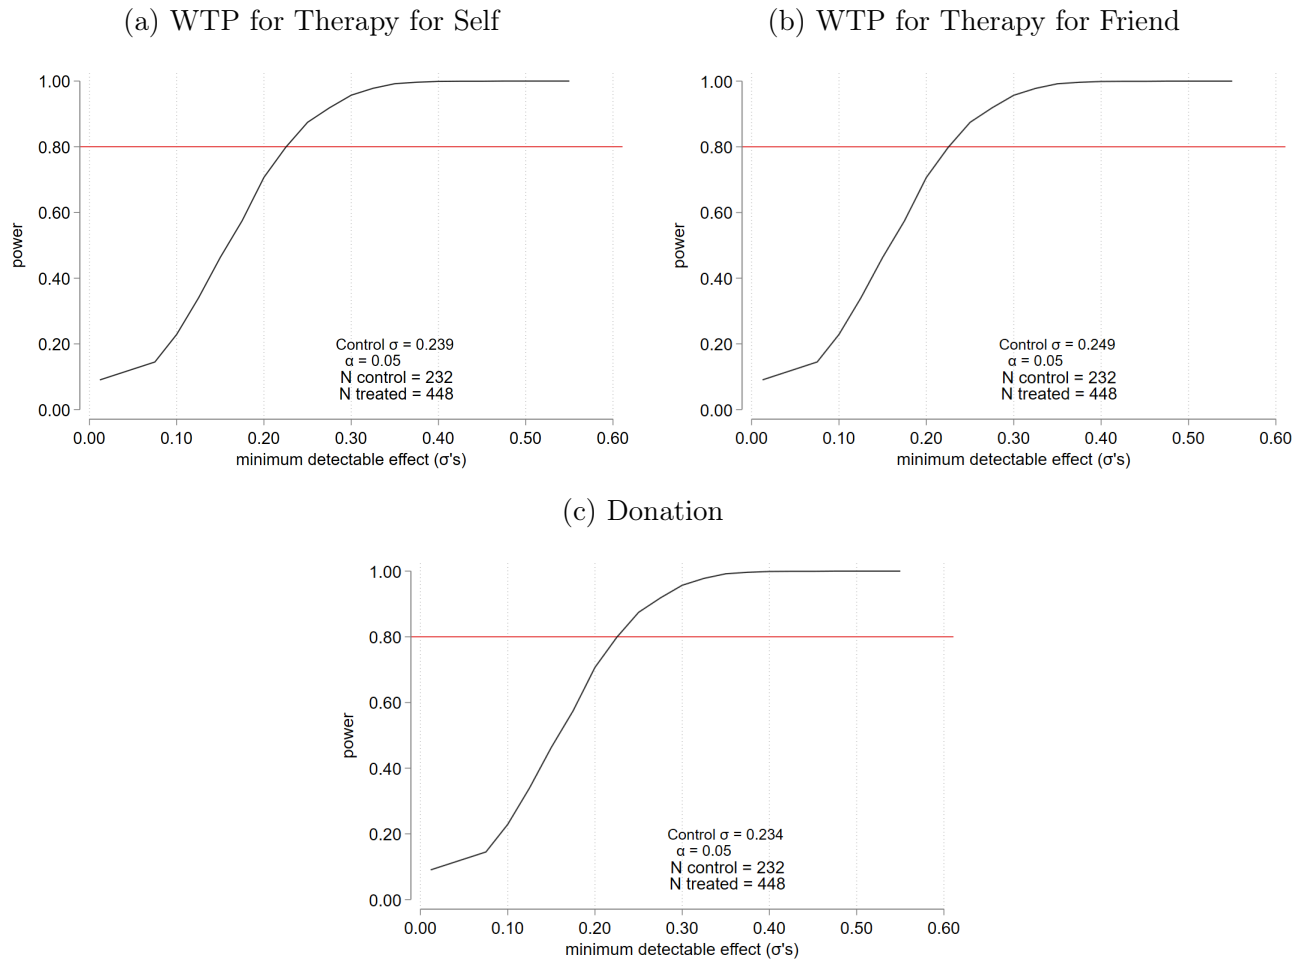 (a) WTP for Therapy for Self
1.00
0.80
0.60
0.40
0.20
0.00
power
Control σ = 0.239
α = 0.05
N control = 232
N treated = 448
0.00 0.10 0.20 0.30 0.40 0.50 0.60
minimum detectable effect (σ's)
(b) WTP for Therapy for Friend
1.00
0.80
0.60
0.40
0.20
0.00
power
Control σ = 0.249
α = 0.05
N control = 232
N treated = 448
0.00 0.10 0.20 0.30 0.40 0.50 0.60
minimum detectable effect (σ's)
(c) Donation
1.00
0.80
0.60
0.40
0.20
0.00
power
Control σ = 0.234
α = 0.05
N control = 232
N treated = 448
0.00 0.10 0.20 0.30 0.40 0.50 0.60
minimum detectable effect (σ's)